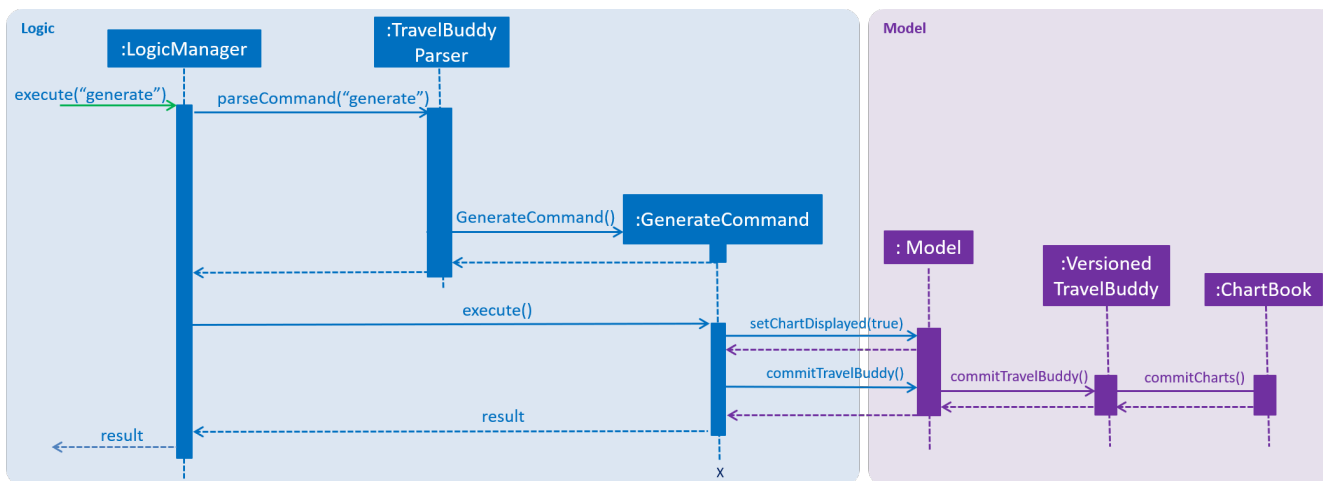 Logic
Model
:TravelBuddy
Parser
:LogicManager
execute(“generate”)
parseCommand(“generate”)
GenerateCommand()
:GenerateCommand
: Model
:Versioned
TravelBuddy
:ChartBook
execute()
setChartDisplayed(true)
commitTravelBuddy()
commitTravelBuddy()
commitCharts()
result
result
X